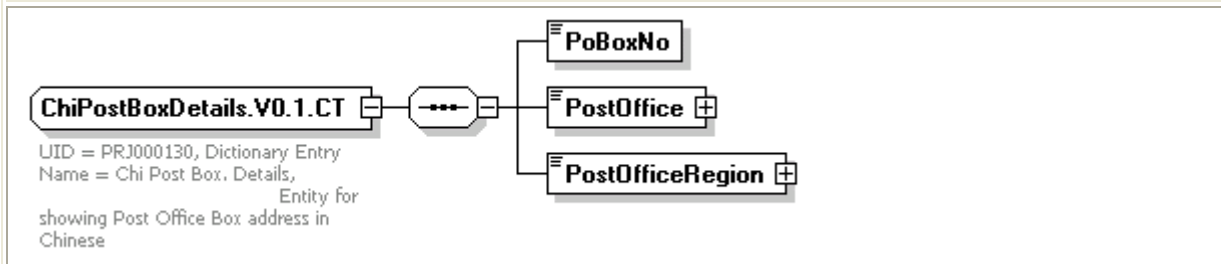 PoBoxNo
ChiPostBoxDetails.V0.1.CT
PostOffice
UID = PRJ000130, Dictionary Entry
Name = Chi Post Box. Details,
Entity for
showing Post Office Box address in
Chinese
PostOfficeRegion